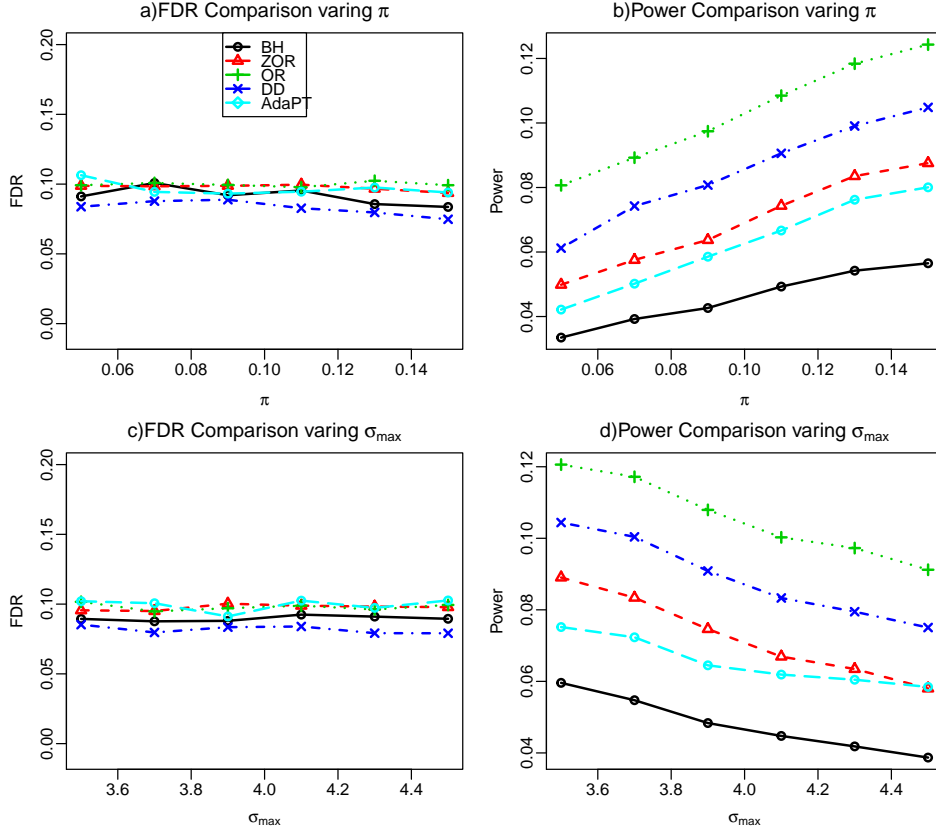 a)FDR Comparison varing π
FDR
0.00 0.05 0.10 0.15 0.20
BH
ZOR
OR
DD
AdaPT
0.06 0.08 0.10 0.12 0.14
π
b)Power Comparison varing π
Power
0.04 0.06 0.08 0.10 0.12
0.06 0.08 0.10 0.12 0.14
π
c)FDR Comparison varing σmax
FDR
0.00 0.05 0.10 0.15 0.20
3.6 3.8 4.0 4.2 4.4
σmax
d)Power Comparison varing σmax
Power
0.04 0.06 0.08 0.10 0.12
3.6 3.8 4.0 4.2 4.4
σmax